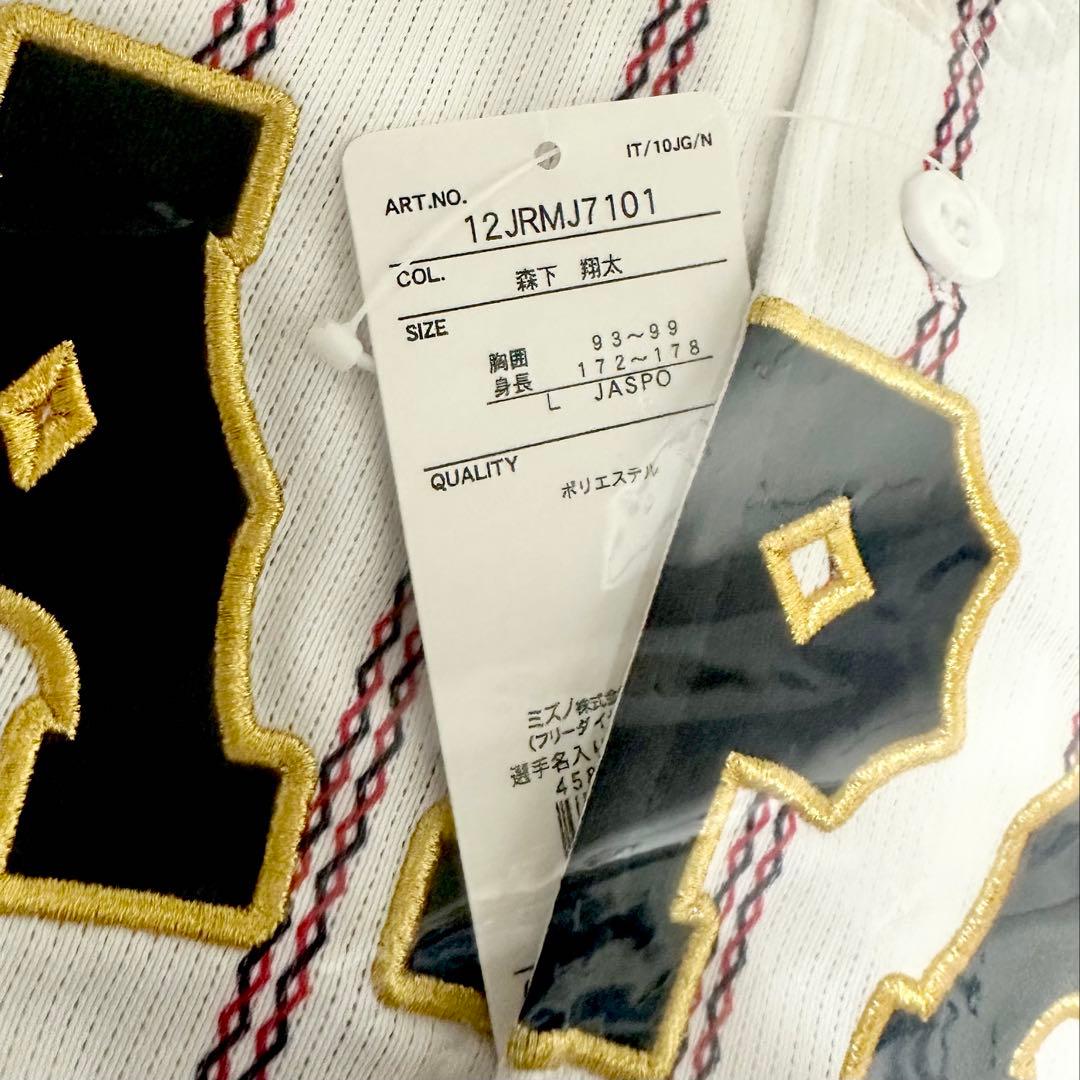 IT/10JG/N
ART.NO.
12JRMJ7101
COL.
森下 翔太
SIZE
胸囲 93~99
身長 172~178
L JASPO
QUALITY
ポリエステル
ミズノ株式会
(フリーダイ
選手名入り
45